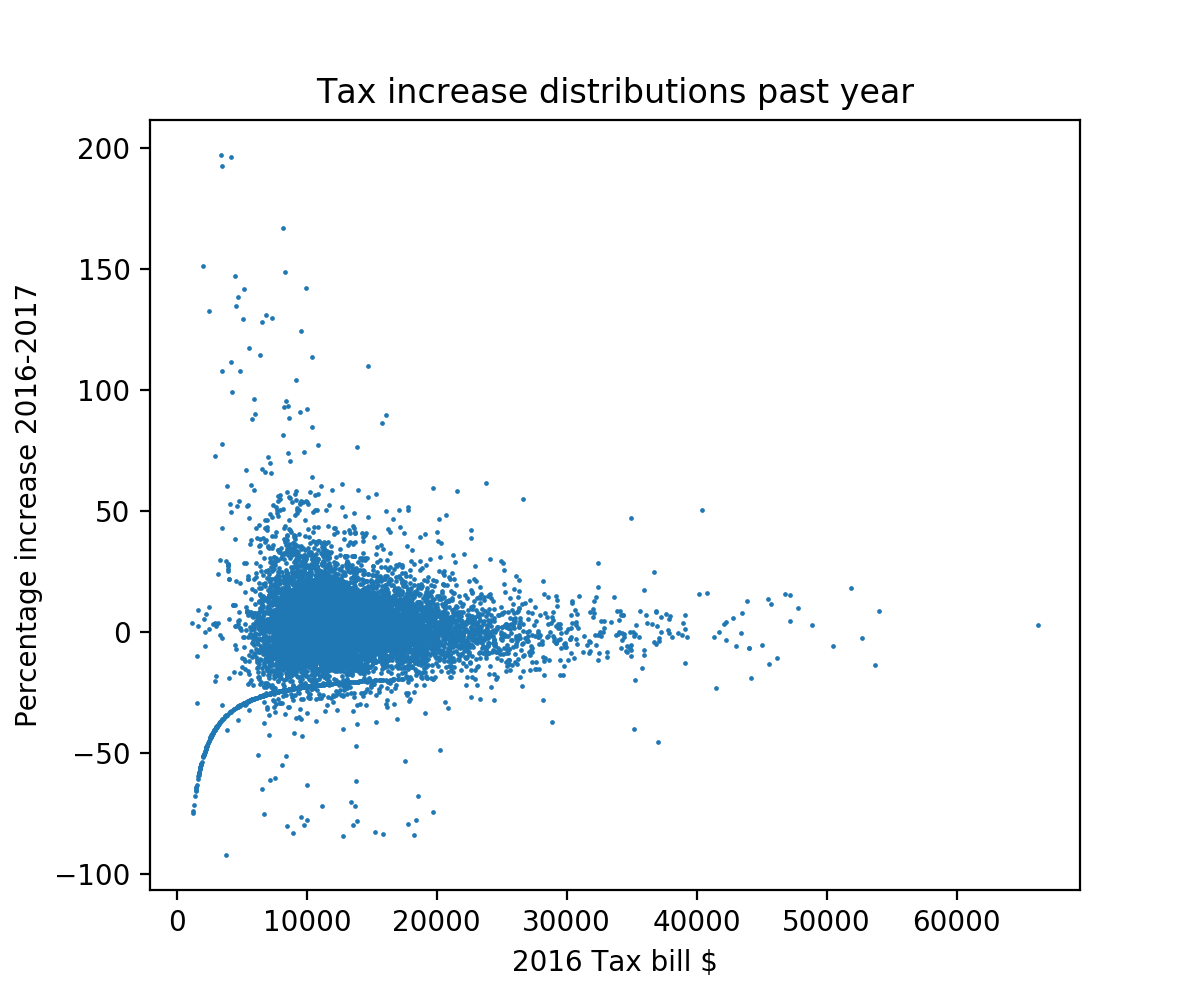 Tax increase distributions past year
200
150
100
50
0
−50
−100
Percentage increase 2016-2017
0 10000 20000 30000 40000 50000 60000
2016 Tax bill $